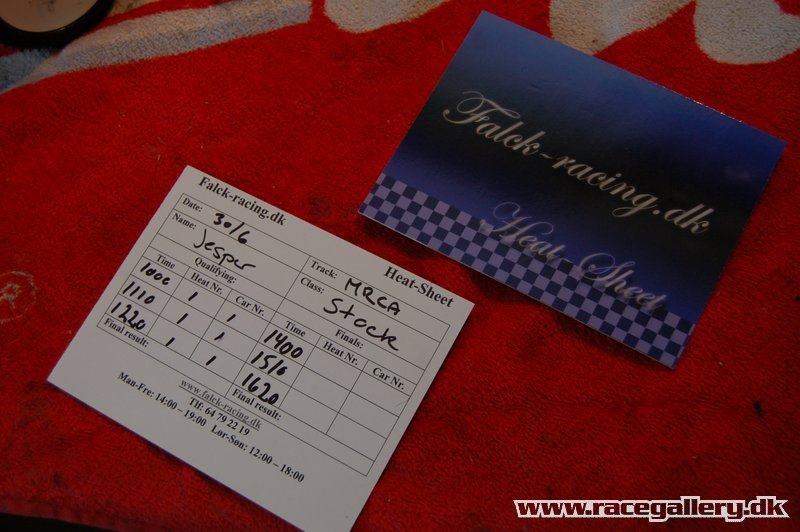 Falck-racing.dk
Heat Sheet
Falck-racing.dk Heat-Sheet
Date: 30/6 Track: MRCA
Name: Jesper Class: Stock
Qualifying: Finals:
Time Heat Nr. Car Nr. Time Heat Nr. Car Nr.
1000 1 1 1400
1110 1 1 1510
1220 1 1 1620
Final result: Final result:
www.falck-racing.dk
Tlf: 64 79 22 19
Man-Fre: 14:00 – 19:00 Lør-Søn: 12:00 – 18:00
www.racegallery.dk